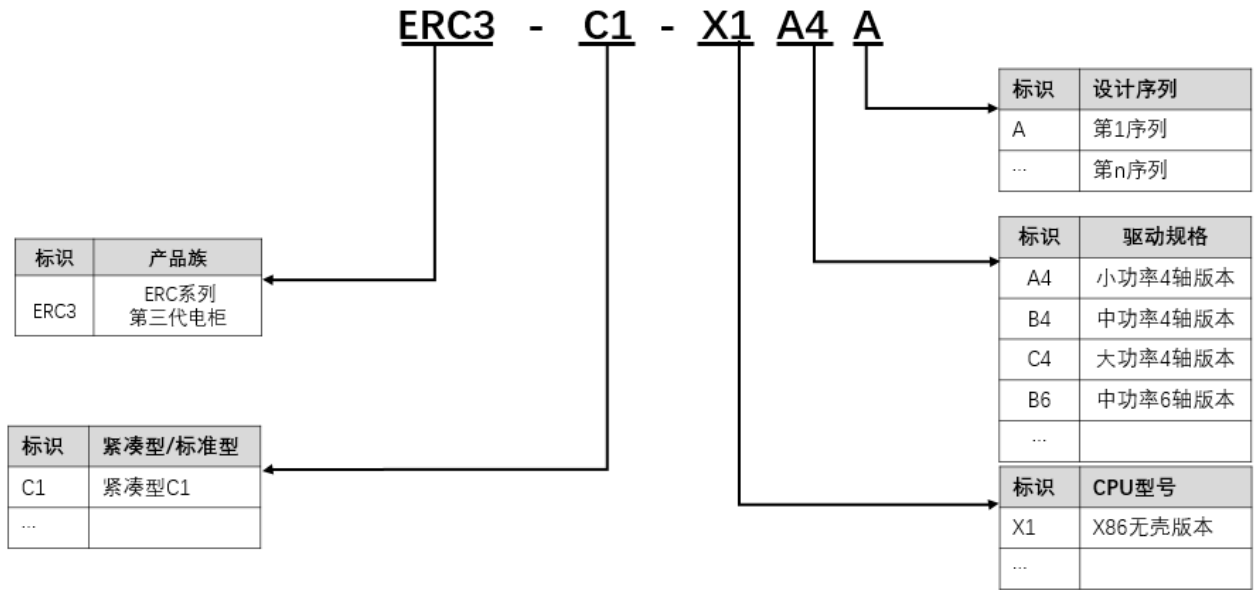 ERC3 - C1 - X1 A4 A
标识 设计序列
A 第1序列
... 第n序列
标识 驱动规格
A4 小功率4轴版本
B4 中功率4轴版本
C4 大功率4轴版本
B6 中功率6轴版本
...
标识 CPU型号
X1 X86无壳版本
...
标识 产品族
ERC3 ERC系列
第三代电柜
标识 紧凑型/标准型
C1 紧凑型C1
...